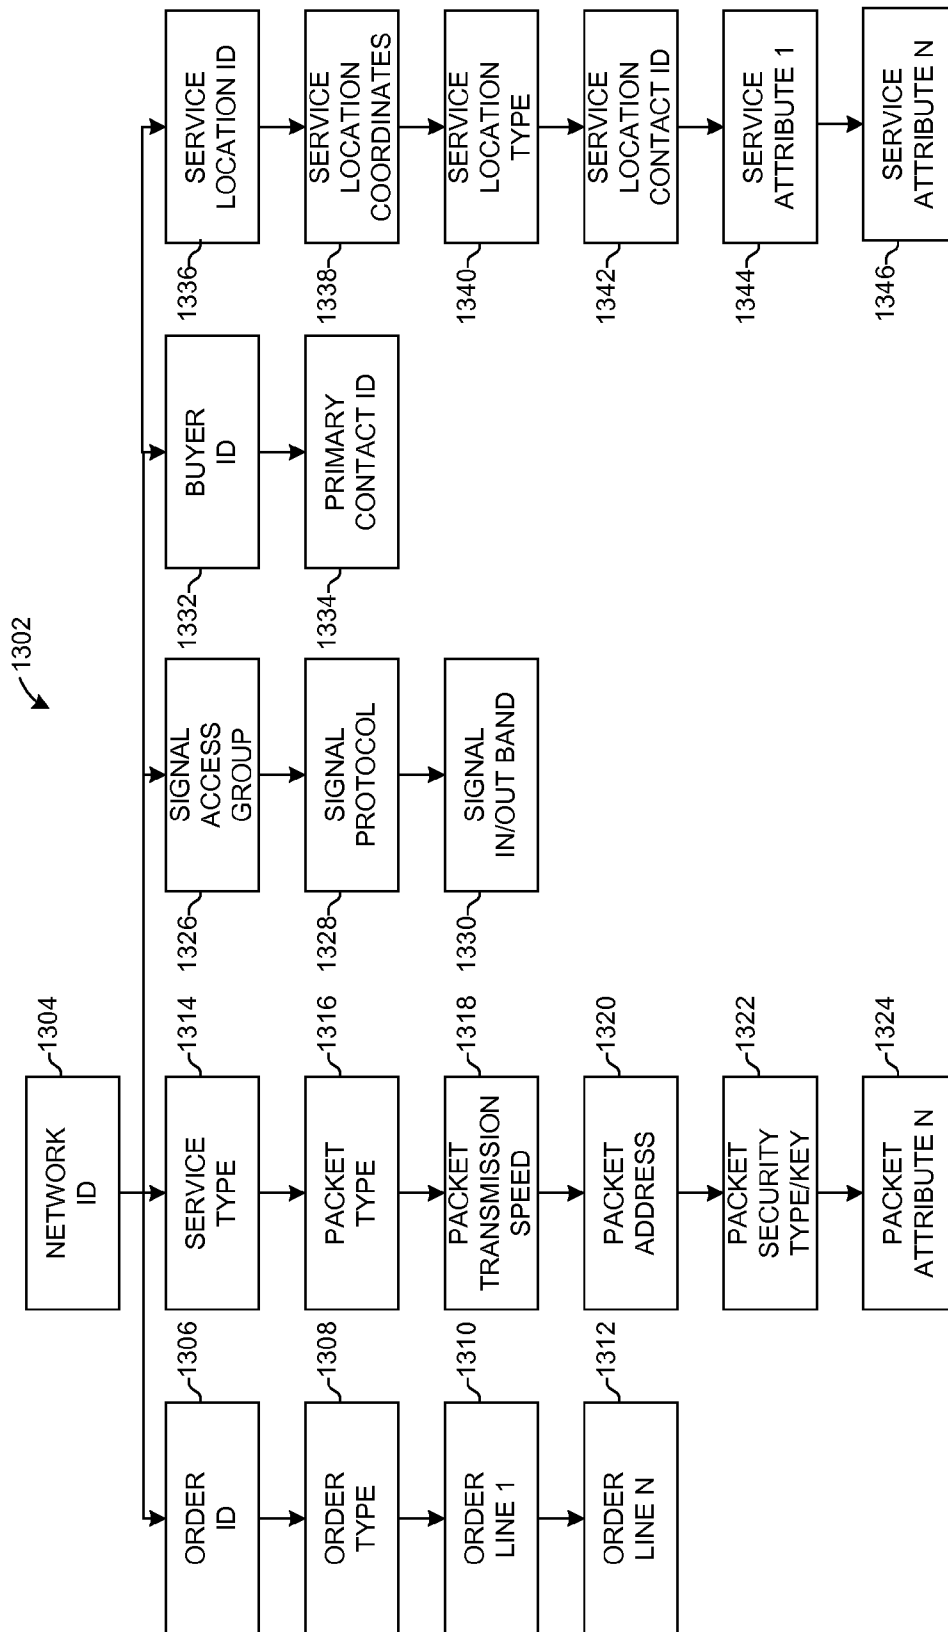 1302
NETWORK
ID
1304
ORDER
ID
1306
ORDER
TYPE
1308
ORDER
LINE 1
1310
ORDER
LINE N
1312
SERVICE
TYPE
1314
PACKET
TYPE
1316
PACKET
TRANSMISSION
SPEED
1318
PACKET
ADDRESS
1320
PACKET
SECURITY
TYPE/KEY
1322
PACKET
ATTRIBUTE N
1324
SIGNAL
ACCESS
GROUP
1326
SIGNAL
PROTOCOL
1328
SIGNAL
IN/OUT BAND
1330
BUYER
ID
1332
PRIMARY
CONTACT ID
1334
SERVICE
LOCATION ID
1336
SERVICE
LOCATION
COORDINATES
1338
SERVICE
LOCATION
TYPE
1340
SERVICE
LOCATION
CONTACT ID
1342
SERVICE
ATTRIBUTE 1
1344
SERVICE
ATTRIBUTE N
1346